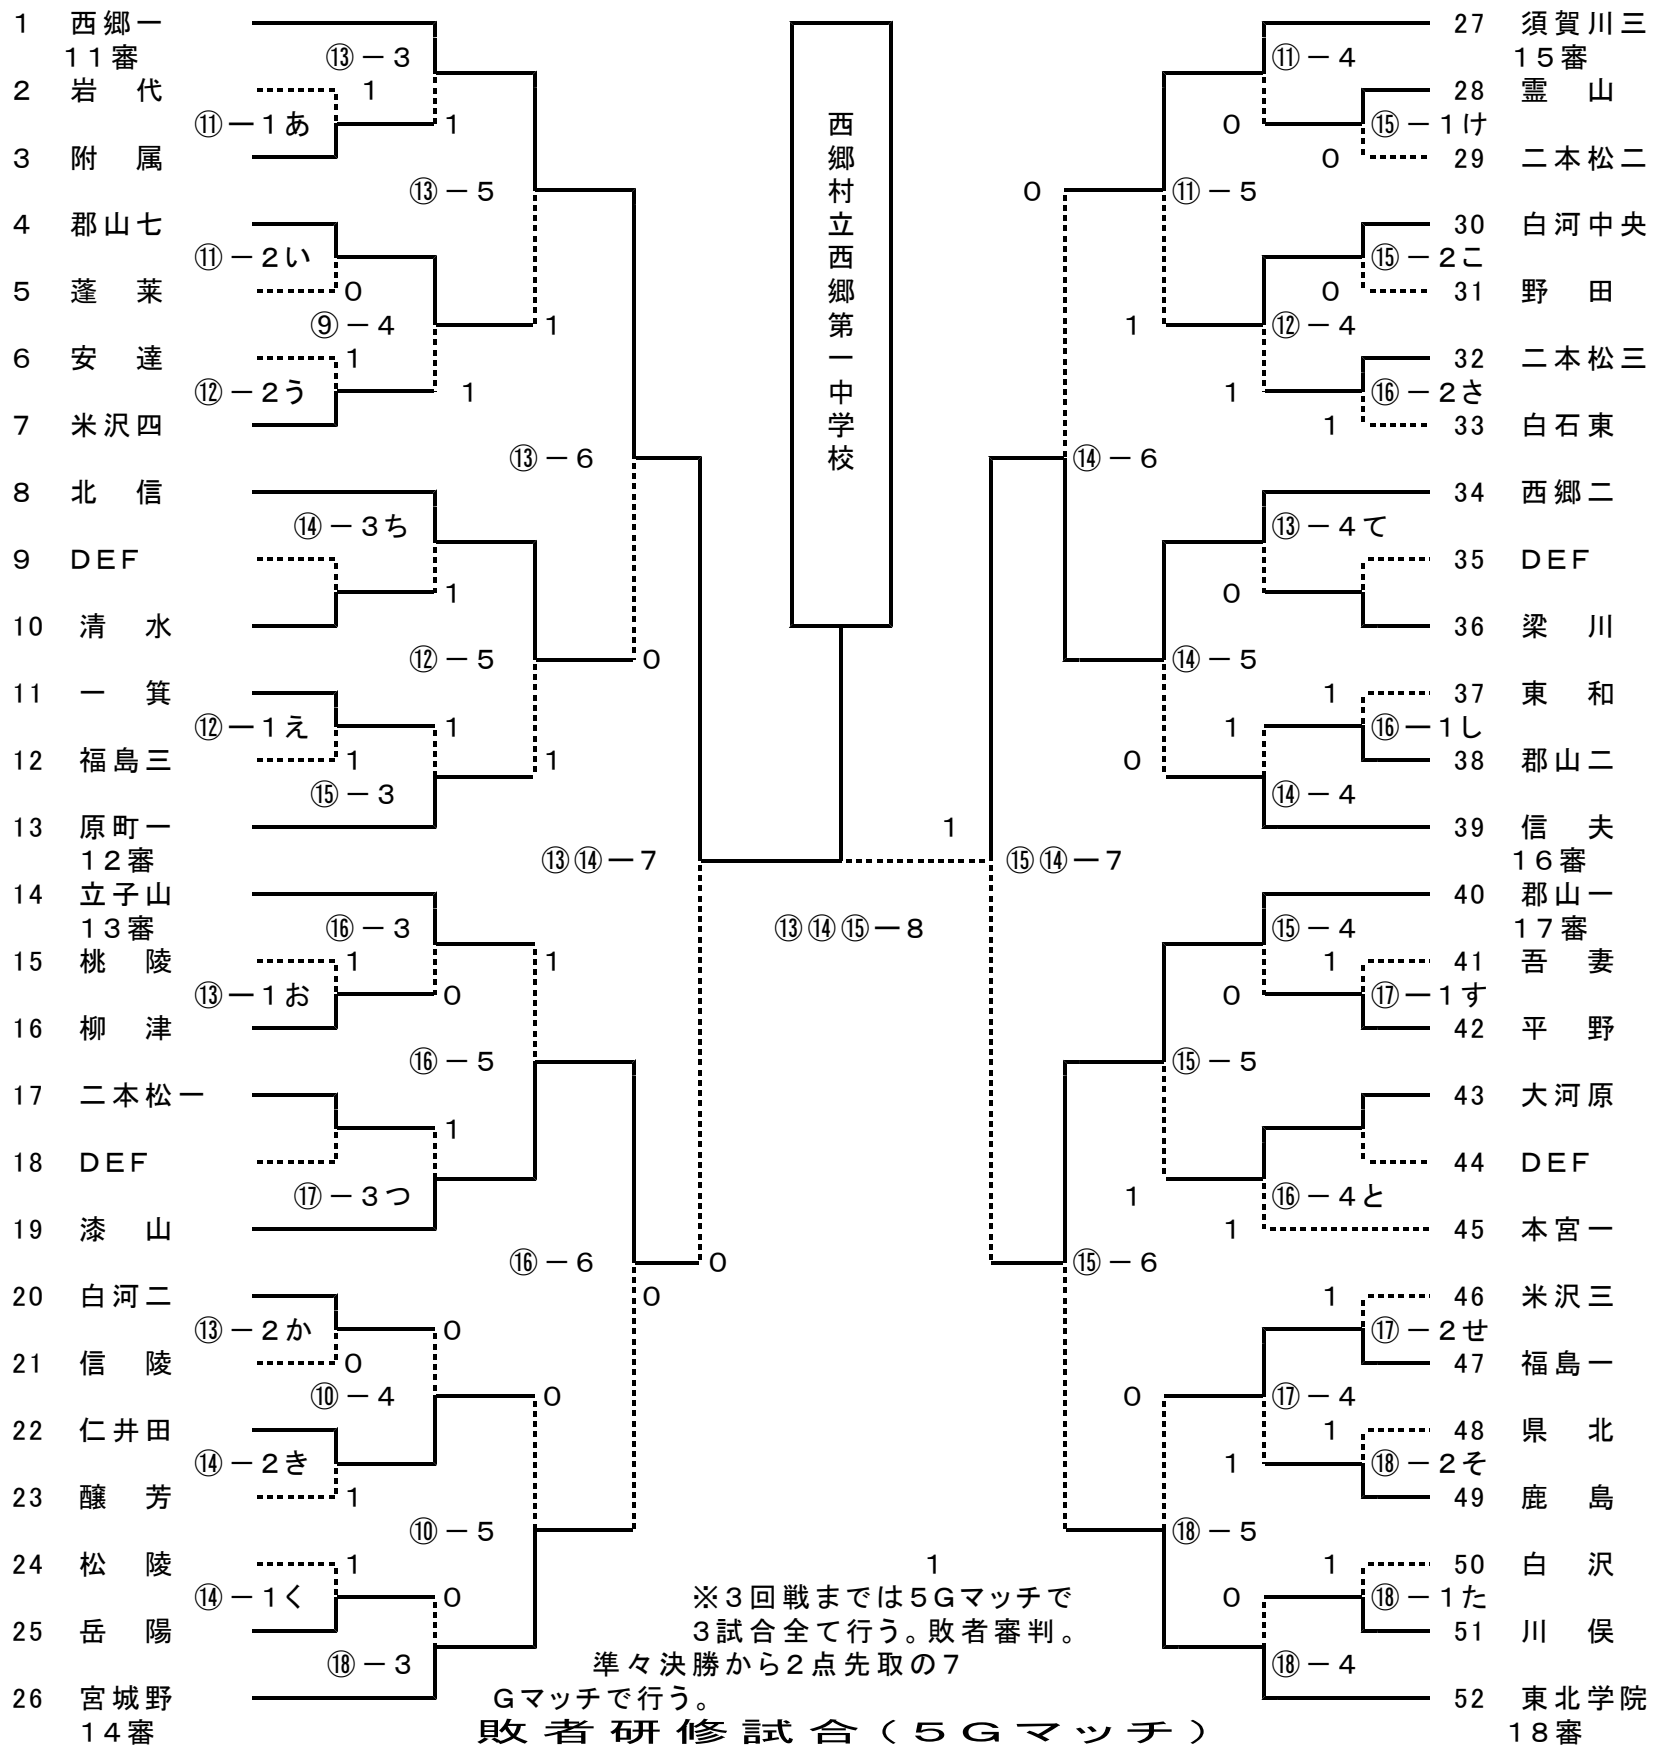 1 西郷一
11審
⑬－3
2 岩　代
1
⑪－1あ
1
3 附　属
⑬－5
4 郡山七
⑪－2い
5 蓬　莱
0
⑨－4
1
6 安　達
1
⑫－2う
1
7 米沢四
⑬－6
8 北　信
⑭－3ち
9 DEF
1
10 清　水
⑫－5
0
11 一　箕
⑫－1え
1
12 福島三
1
1
⑮－3
13 原町一
12審
⑬⑭－7
14 立子山
13審
⑯－3
15 桃　陵
1
1
⑬－1お
0
16 柳　津
⑯－5
17 二本松一
1
18 DEF
⑰－3つ
19 漆　山
⑯－6
0
20 白河二
0
⑬－2か
0
21 信　陵
0
⑩－4
0
22 仁井田
⑭－2き
23 醸　芳
1
⑩－5
24 松　陵
1
⑭－1く
0
25 岳　陽
⑱－3
26 宮城野
14審
西郷村立西郷第一中学校
1
⑬⑭⑮－8
27 須賀川三
15審
⑪－4
28 霊　山
0
⑮－1け
0
29 二本松二
0
⑪－5
30 白河中央
⑮－2こ
0
31 野　田
1
⑫－4
32 二本松三
1
⑯－2さ
1
33 白石東
⑭－6
34 西郷二
⑬－4て
35 DEF
0
36 梁　川
⑭－5
1
37 東　和
1
⑯－1し
0
38 郡山二
⑭－4
39 信　夫
16審
⑮⑭－7
40 郡山一
17審
⑮－4
1
41 吾　妻
0
⑰－1す
42 平　野
⑮－5
43 大河原
44 DEF
1
⑯－4と
1
45 本宮一
⑮－6
1
46 米沢三
⑰－2せ
47 福島一
0
⑰－4
1
48 県　北
1
⑱－2そ
49 鹿　島
⑱－5
1
1
50 白　沢
0
⑱－1た
51 川　俣
⑱－4
52 東北学院
18審
※3回戦までは5Gマッチで
3試合全て行う。敗者審判。
準々決勝から2点先取の7
Gマッチで行う。
敗者研修試合（5Gマッチ）